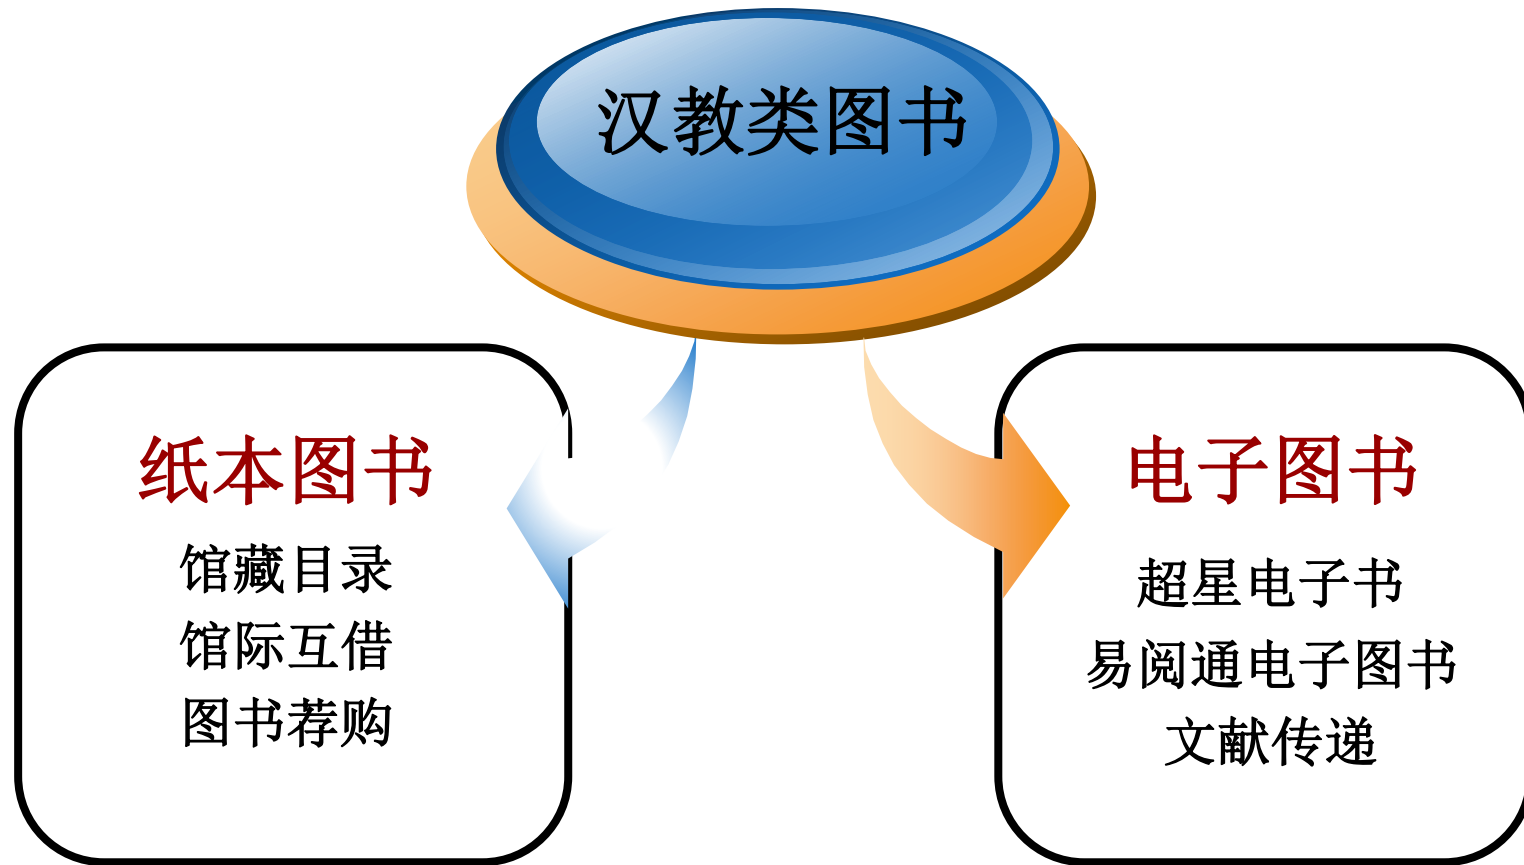 汉教类图书
纸本图书
馆藏目录
馆际互借
图书荐购
电子图书
超星电子书
易阅通电子图书
文献传递